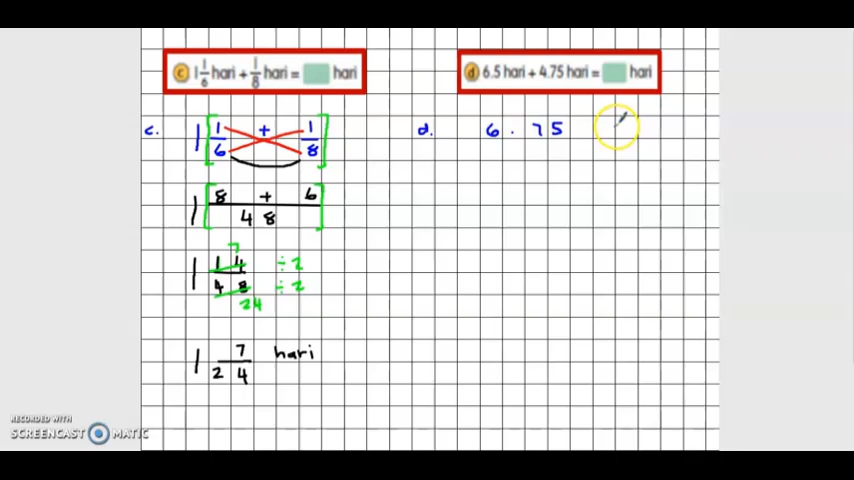 c 1 1/6 hari + 1/8 hari = hari
d 6.5 hari + 4.75 hari = hari
c. 1 [ 1/6 + 1/8 ]
1 [ 8 + 6 / 48 ]
7
1 14/48 ÷2 ÷2
24
1 7/24 hari
d. 6.75
RECORDED WITH
SCREENCAST MATIC